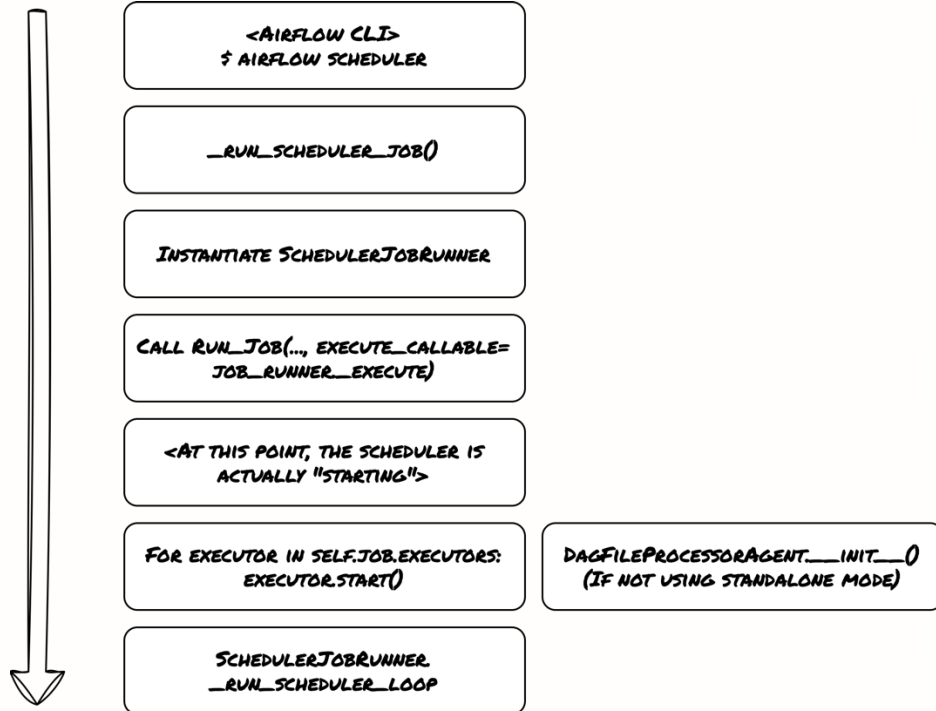 <Airflow CLI>
$ airflow scheduler
_run_scheduler_job()
Instantiate SchedulerJobRunner
Call Run_Job(..., execute_callable=
job_runner_execute)
<At this point, the scheduler is
actually "starting">
For executor in self.job.executors:
executor.start()
DagFileProcessorAgent.__init__()
(If not using standalone mode)
SchedulerJobRunner.
_run_scheduler_loop